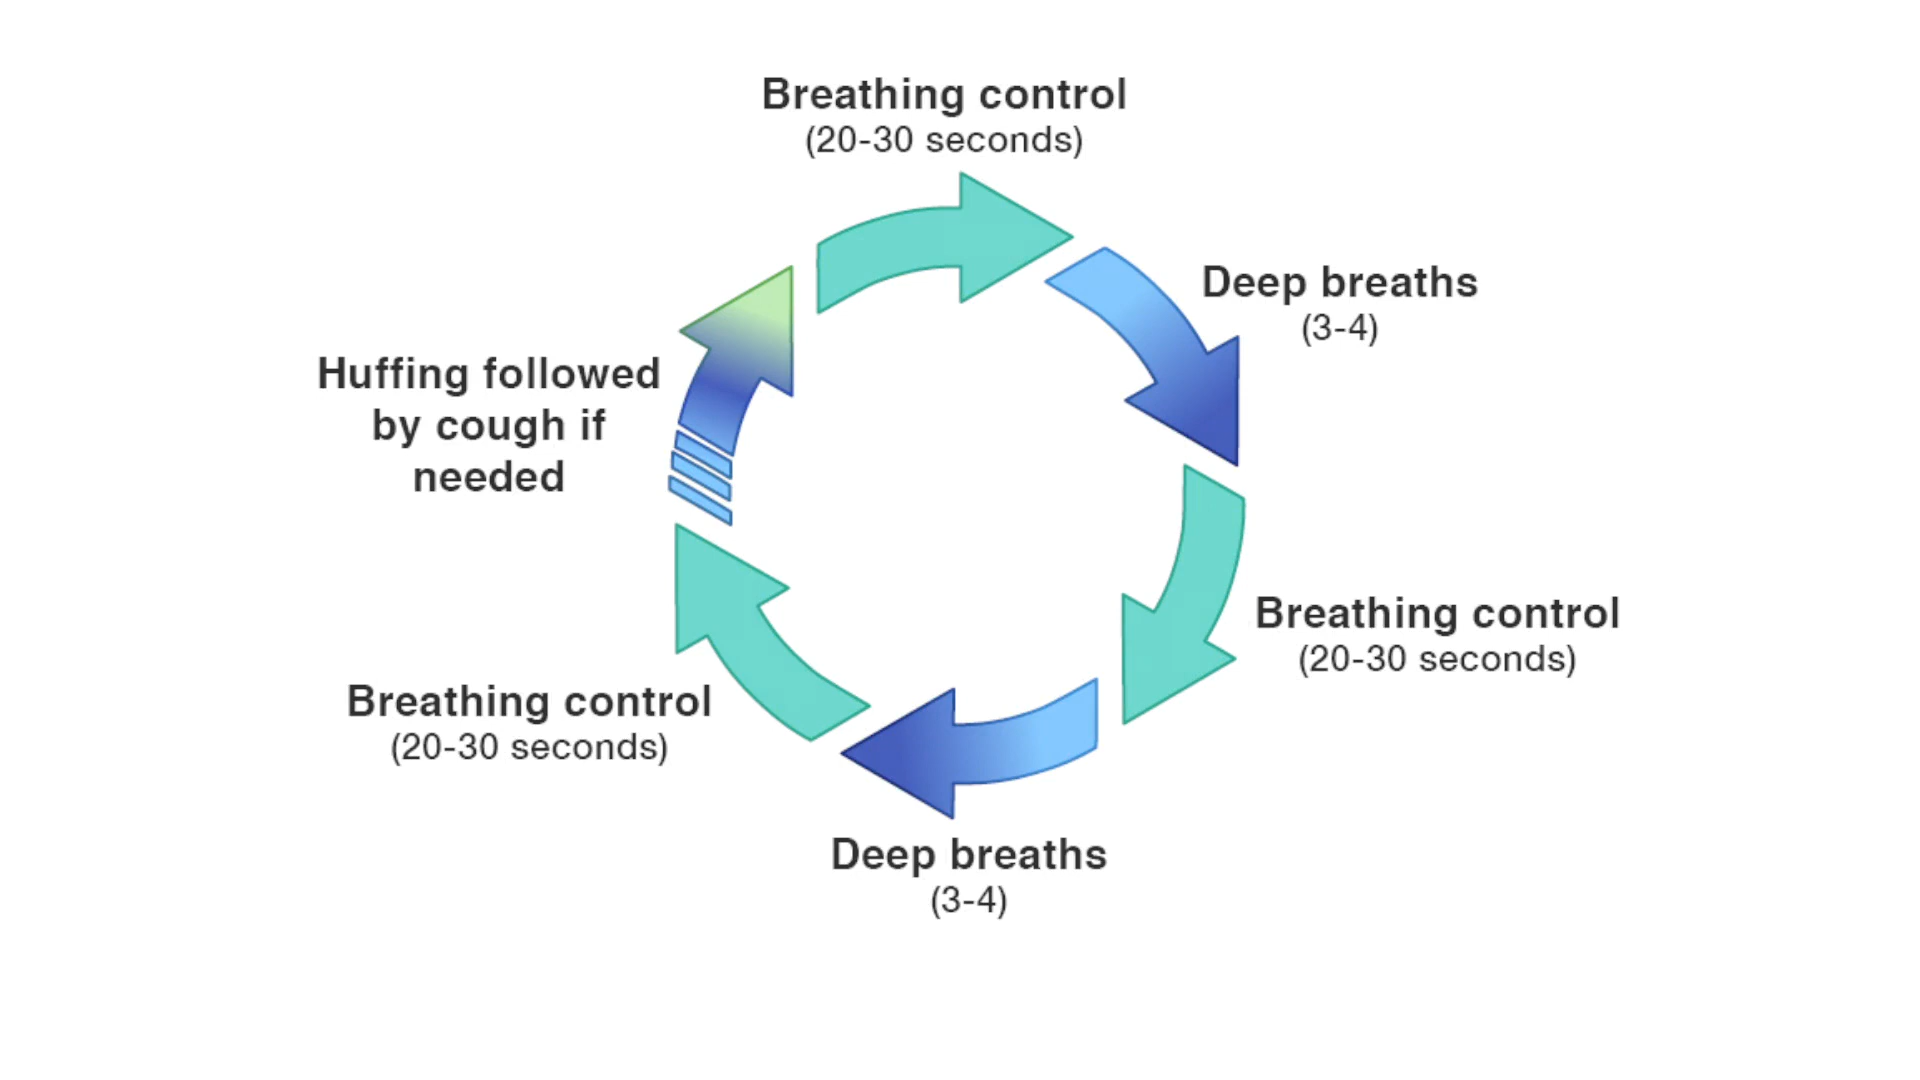 Breathing control
(20-30 seconds)
Deep breaths
(3-4)
Breathing control
(20-30 seconds)
Deep breaths
(3-4)
Breathing control
(20-30 seconds)
Huffing followed
by cough if
needed